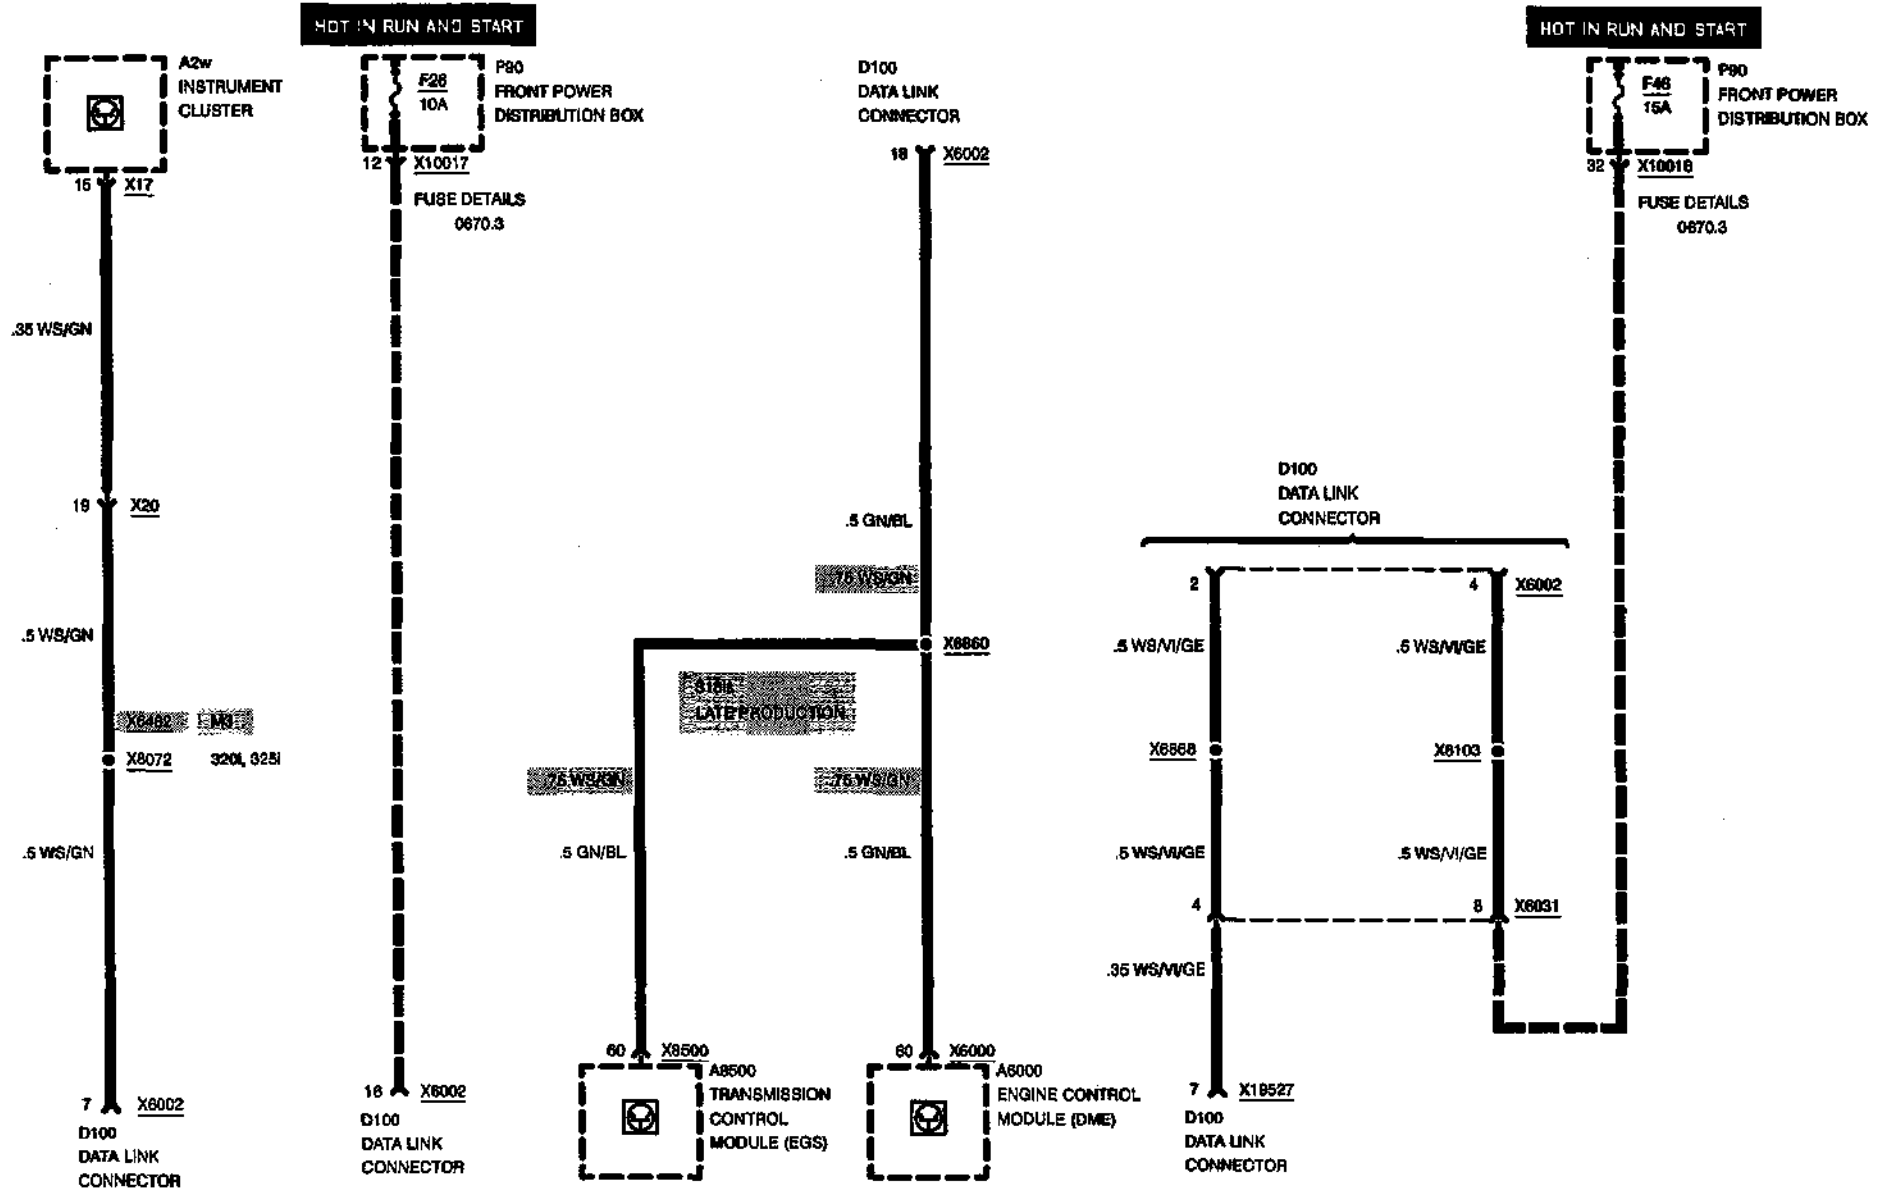 HOT IN RUN AND START
HOT IN RUN AND START
A2w
INSTRUMENT
CLUSTER
F26
10A
P90
FRONT POWER
DISTRIBUTION BOX
D100
DATA LINK
CONNECTOR
F46
15A
P90
FRONT POWER
DISTRIBUTION BOX
15 X17
12 X10017
18 X6002
32 X10018
FUSE DETAILS
0670.3
FUSE DETAILS
0670.3
.35 WS/GN
19 X20
D100
DATA LINK
CONNECTOR
.5 GN/BL
.75 WS/GN
2
4 X6002
.5 WS/GN
X6860
.5 WS/VI/GE
.5 WS/VI/GE
318is
LATE PRODUCTION
X6482 M3
X8072 320i, 325i
X6868
X6103
.75 WS/GN
.75 WS/GN
.5 WS/GN
.5 GN/BL
.5 GN/BL
.5 WS/VI/GE
.5 WS/VI/GE
4
8 X6031
.35 WS/VI/GE
60 X8500
60 X6000
A8500
TRANSMISSION
CONTROL
MODULE (EGS)
A6000
ENGINE CONTROL
MODULE (DME)
7 X6002
D100
DATA LINK
CONNECTOR
16 X6002
D100
DATA LINK
CONNECTOR
7 X18527
D100
DATA LINK
CONNECTOR